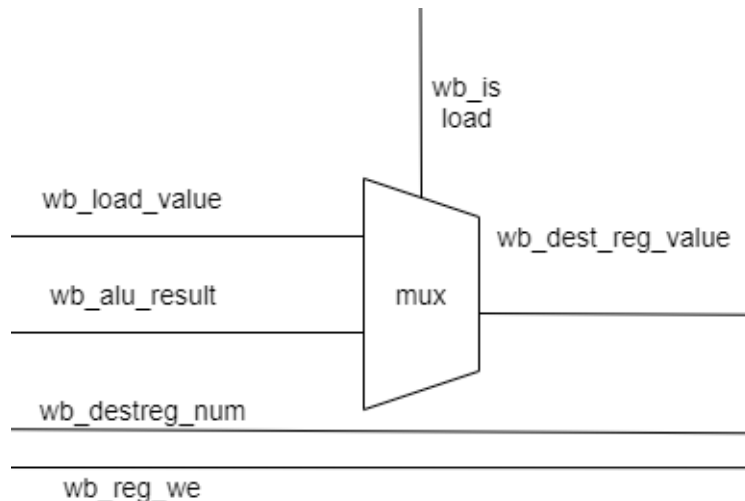 wb_is
load
wb_load_value
wb_dest_reg_value
wb_alu_result
mux
wb_destreg_num
wb_reg_we